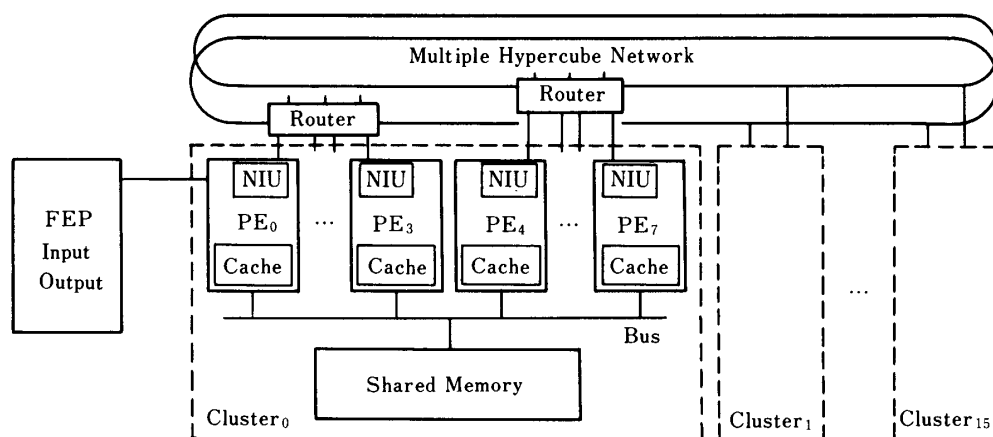 Multiple Hypercube Network
Router
Router
FEP
Input
Output
NIU
PE₀
Cache
...
NIU
PE₃
Cache
NIU
PE₄
Cache
...
NIU
PE₇
Cache
Bus
Shared Memory
Cluster₀
Cluster₁
...
Cluster₁₅